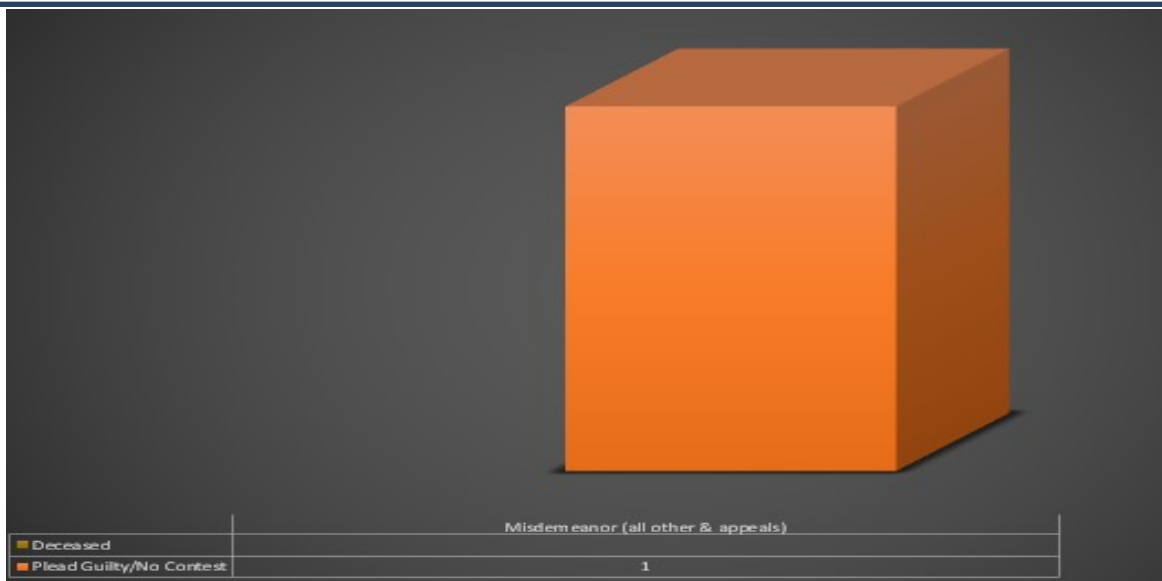 Misdemeanor (all other & appeals)
Deceased
Plead Guilty/No Contest 1